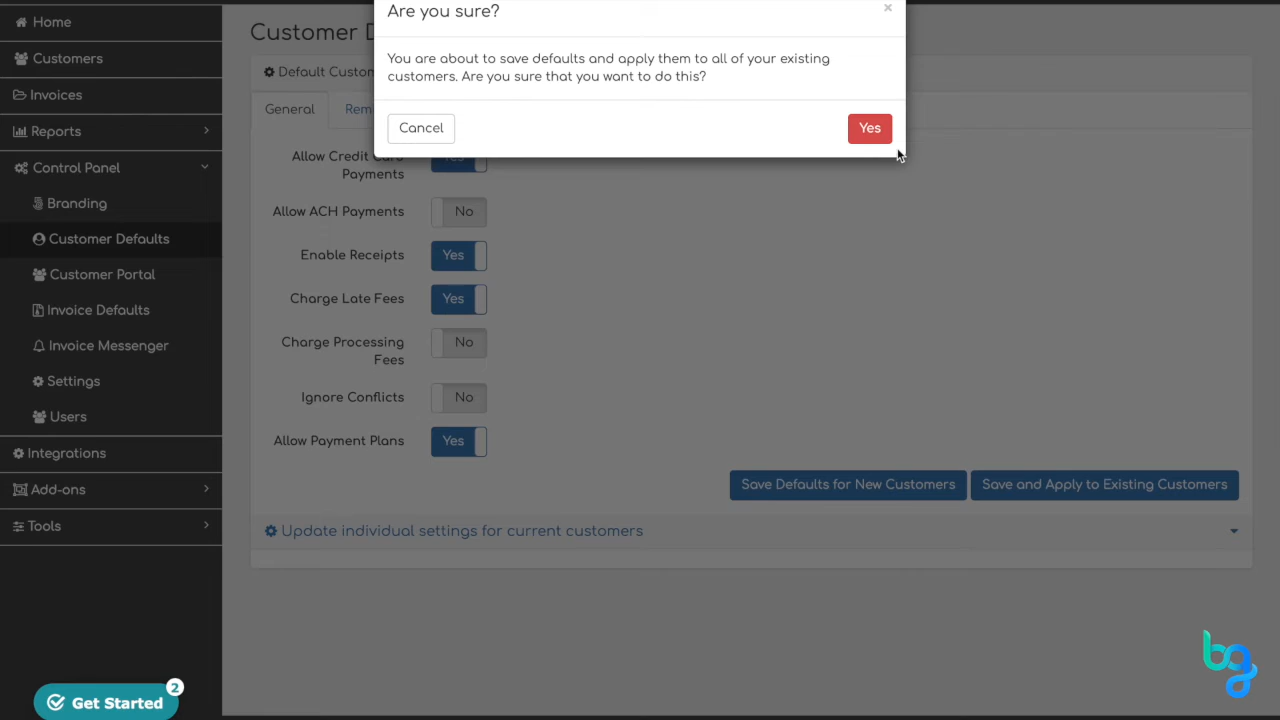 Home
Customers
Invoices
Reports
Control Panel
Branding
Customer Defaults
Customer Portal
Invoice Defaults
Invoice Messenger
Settings
Users
Integrations
Add-ons
Tools
Get Started
2
Are you sure?
×
You are about to save defaults and apply them to all of your existing
customers. Are you sure that you want to do this?
Cancel
Yes
Customer D
Default Custom
General
Rem
Allow Credit Card
Payments
Yes
Allow ACH Payments
No
Enable Receipts
Yes
Charge Late Fees
Yes
Charge Processing
Fees
No
Ignore Conflicts
No
Allow Payment Plans
Yes
Save Defaults for New Customers
Save and Apply to Existing Customers
Update individual settings for current customers
bg